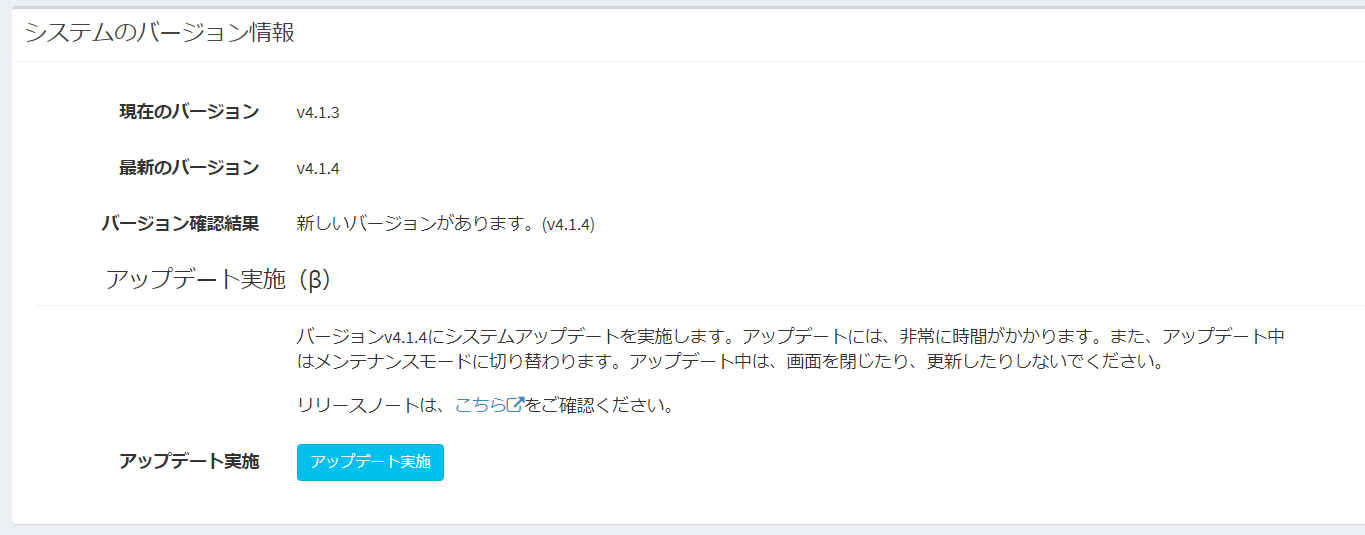 システムのバージョン情報
現在のバージョン v4.1.3
最新のバージョン v4.1.4
バージョン確認結果 新しいバージョンがあります。(v4.1.4)
アップデート実施（β）
バージョンv4.1.4にシステムアップデートを実施します。アップデートには、非常に時間がかかります。また、アップデート中
はメンテナンスモードに切り替わります。アップデート中は、画面を閉じたり、更新したりしないでください。
リリースノートは、こちらをご確認ください。
アップデート実施 アップデート実施